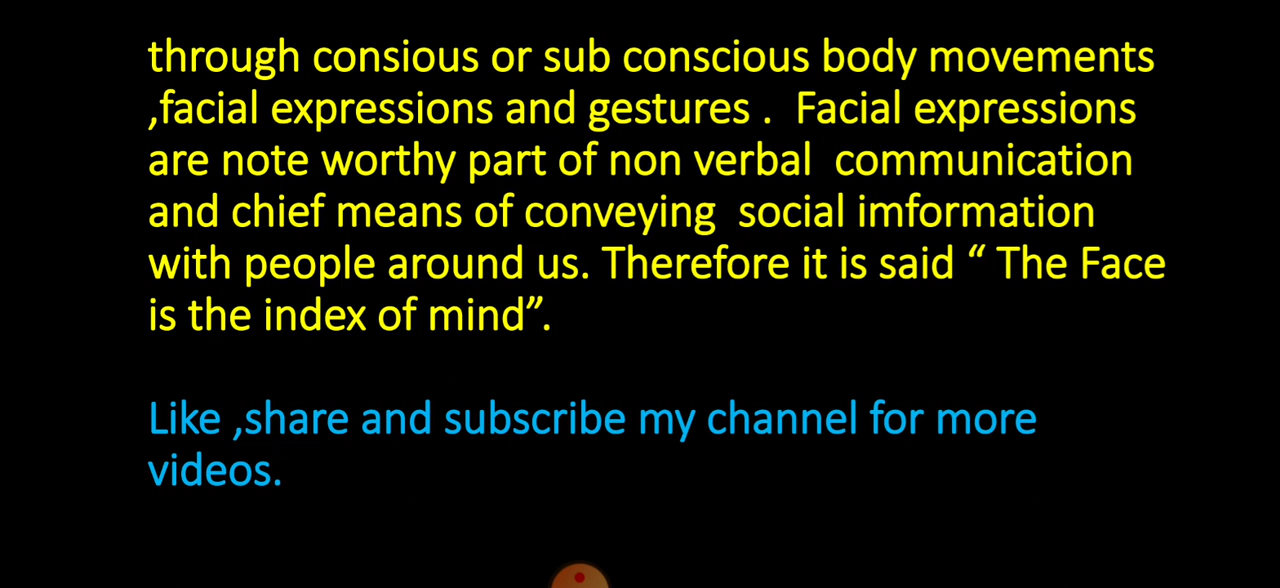 through consious or sub conscious body movements
,facial expressions and gestures .  Facial expressions
are note worthy part of non verbal  communication
and chief means of conveying  social imformation
with people around us. Therefore it is said “ The Face
is the index of mind”.
Like ,share and subscribe my channel for more
videos.